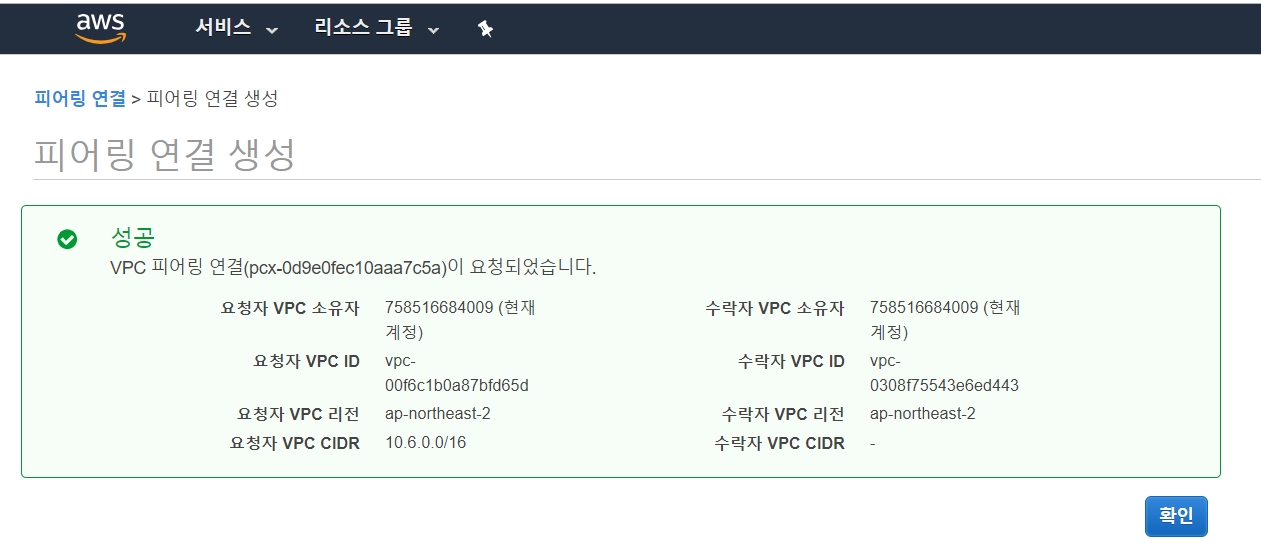 aws 서비스 리소스 그룹
피어링 연결 > 피어링 연결 생성
피어링 연결 생성
성공
VPC 피어링 연결(pcx-0d9e0fec10aaa7c5a)이 요청되었습니다.
요청자 VPC 소유자 758516684009 (현재
계정)
수락자 VPC 소유자 758516684009 (현재
계정)
요청자 VPC ID vpc-
00f6c1b0a87bfd65d
수락자 VPC ID vpc-
0308f75543e6ed443
요청자 VPC 리전 ap-northeast-2
수락자 VPC 리전 ap-northeast-2
요청자 VPC CIDR 10.6.0.0/16
수락자 VPC CIDR -
확인